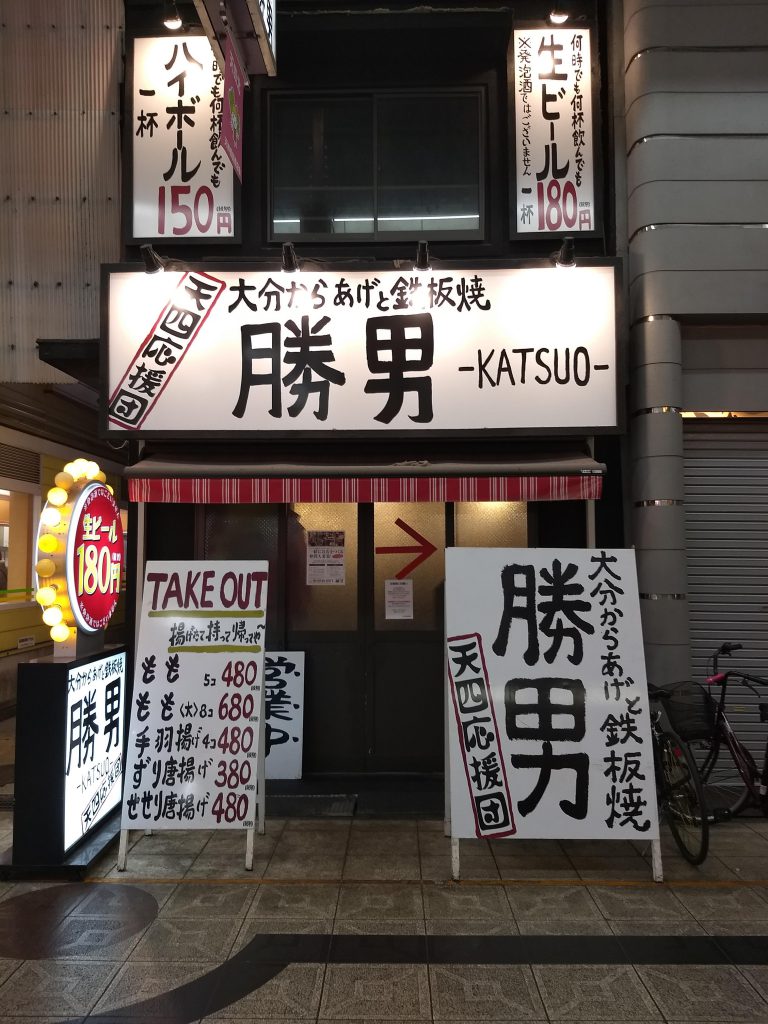 何時でも何杯飲んでも
ハイボール
一杯
150円
何時でも何杯飲んでも
生ビール
※発泡酒ではございません
一杯
180円
大分からあげと鉄板焼
天四応援団
勝男
-KATSUO-
生ビール
180円
大分からあげと鉄板焼
勝男
-KATSUO-
天四応援団
TAKE OUT
揚げたて持って帰ってや〜
もも 5コ 480
もも〈大〉8コ 680
手羽揚げ 4コ 480
ずり唐揚げ 380
せせり唐揚げ 480
営業中
大分からあげと鉄板焼
勝男
天四応援団